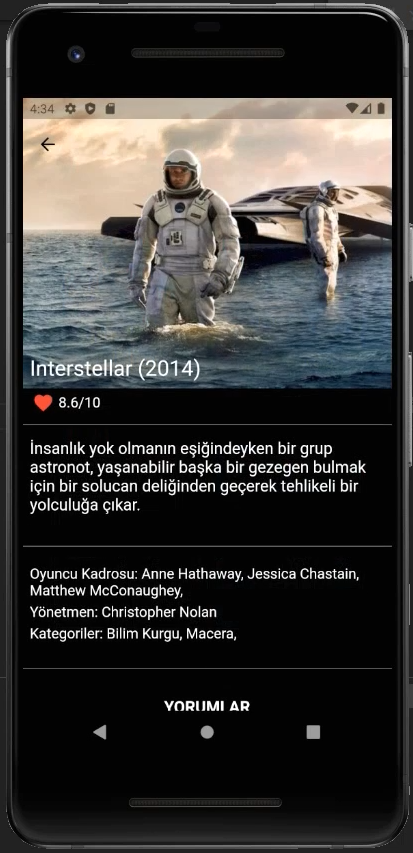 4:34
Interstellar (2014)
8.6/10
İnsanlık yok olmanın eşiğindeyken bir grup
astronot, yaşanabilir başka bir gezegen bulmak
için bir solucan deliğinden geçerek tehlikeli bir
yolculuğa çıkar.
Oyuncu Kadrosu: Anne Hathaway, Jessica Chastain,
Matthew McConaughey,
Yönetmen: Christopher Nolan
Kategoriler: Bilim Kurgu, Macera,
YORUMLAR